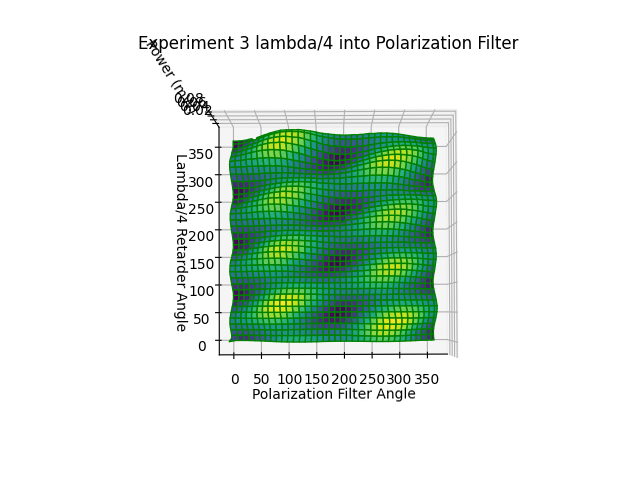 Experiment 3 lambda/4 into Polarization Filter
Power (m
350
300
250
200
150
100
50
0
Lambda/4 Retarder Angle
0 50 100 150 200 250 300 350
Polarization Filter Angle